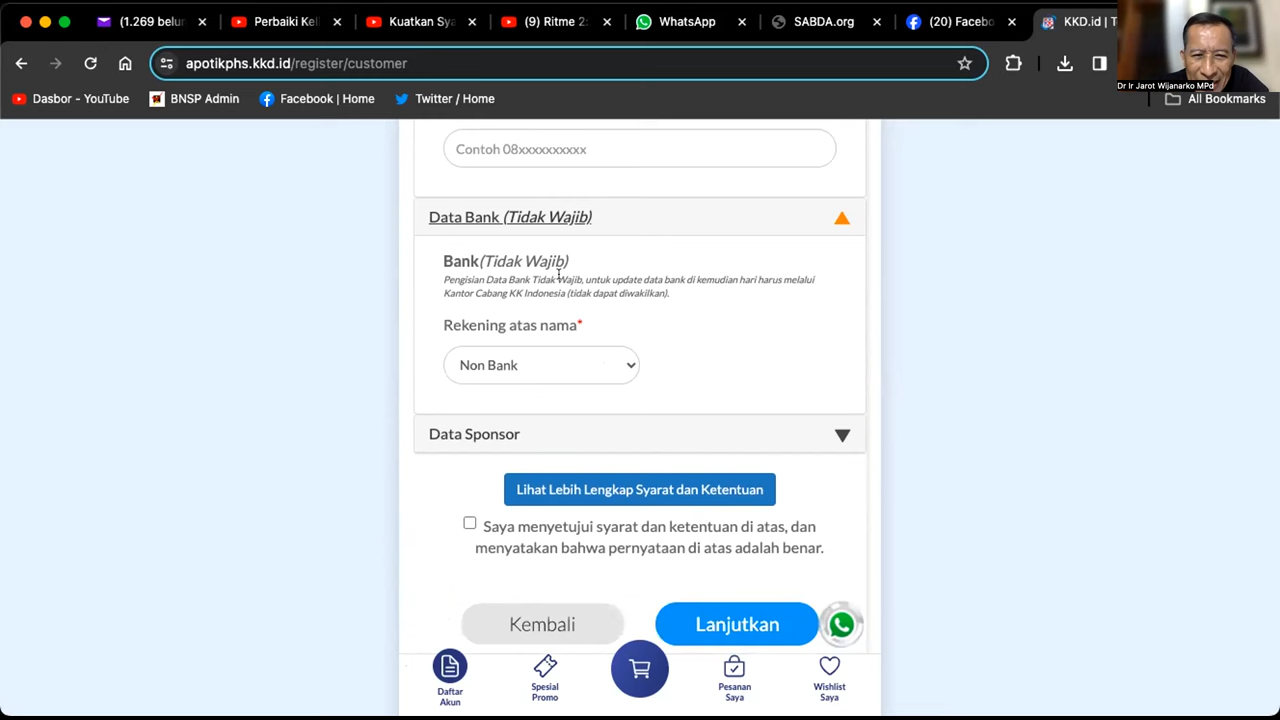 (1.269 belun
Perbaiki Keli
Kuatkan Sya
(9) Ritme 2:
WhatsApp
SABDA.org
(20) Facebo
KKD.id | T
apotikphs.kkd.id/register/customer
Dr Ir Jarot Wijanarko MPd
Dasbor - YouTube
BNSP Admin
Facebook | Home
Twitter / Home
All Bookmarks
Contoh 08xxxxxxxxxx
Data Bank (Tidak Wajib)
Bank(Tidak Wajib)
Pengisian Data Bank Tidak Wajib, untuk update data bank di kemudian hari harus melalui
Kantor Cabang KK Indonesia (tidak dapat diwakilkan).
Rekening atas nama*
Non Bank
Data Sponsor
Lihat Lebih Lengkap Syarat dan Ketentuan
Saya menyetujui syarat dan ketentuan di atas, dan
menyatakan bahwa pernyataan di atas adalah benar.
Kembali
Lanjutkan
Daftar
Akun
Spesial
Promo
Pesanan
Saya
Wishlist
Saya